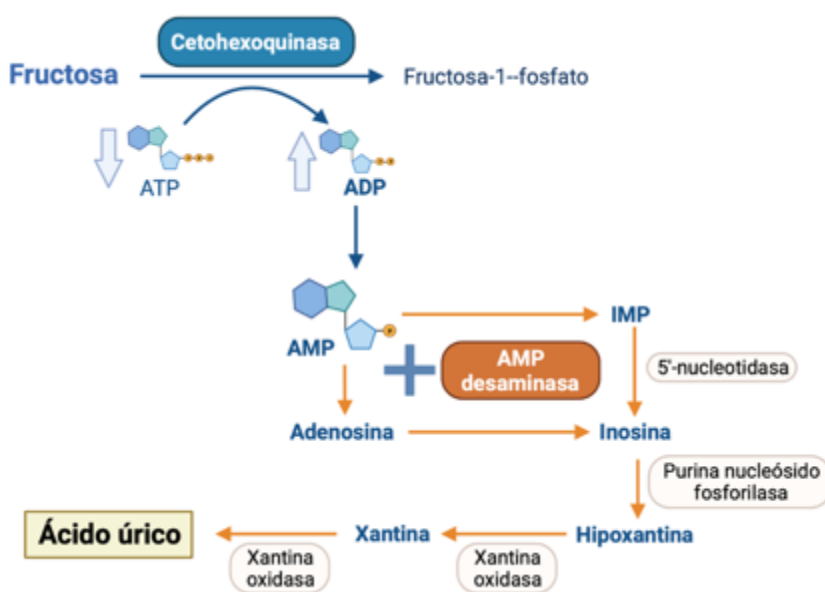 Cetohexoquinasa
Fructosa
Fructosa-1--fosfato
ATP
ADP
AMP
IMP
AMP
desaminasa
5'-nucleotidasa
Adenosina
Inosina
Purina nucleósido
fosforilasa
Ácido úrico
Xantina
Hipoxantina
Xantina
oxidasa
Xantina
oxidasa